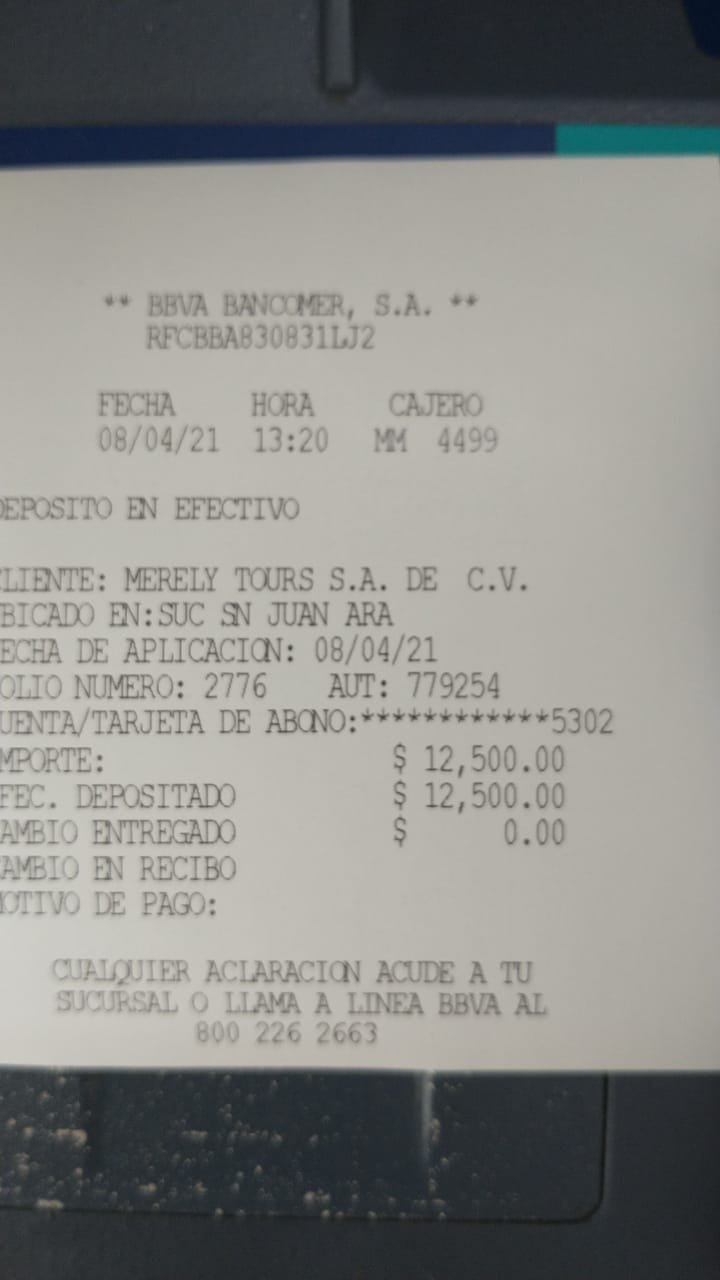 ** BBVA BANCOMER, S.A. **
RFCBBA830831LJ2
FECHA HORA CAJERO
08/04/21 13:20 MM 4499
DEPOSITO EN EFECTIVO
CLIENTE: MERELY TOURS S.A. DE C.V.
BICADO EN:SUC SN JUAN ARA
ECHA DE APLICACION: 08/04/21
OLIO NUMERO: 2776 AUT: 779254
UENTA/TARJETA DE ABONO:************5302
MPORTE: $ 12,500.00
FEC. DEPOSITADO $ 12,500.00
AMBIO ENTREGADO $ 0.00
CAMBIO EN RECIBO
MOTIVO DE PAGO:
CUALQUIER ACLARACION ACUDE A TU
SUCURSAL O LLAMA A LINEA BBVA AL
800 226 2663